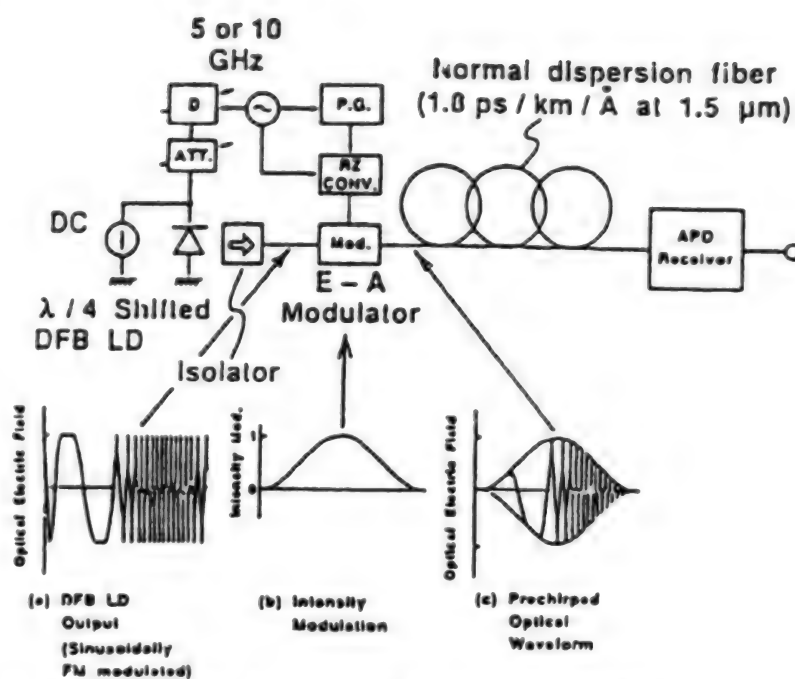 5 or 10
GHz
Normal dispersion fiber
(1.8 ps / km / Å at 1.5 µm)
D
P.G.
ATT.
RZ
CONV.
DC
Mod.
APD
Receiver
E – A
Modulator
λ / 4 Shifted
DFB LD
Isolator
Optical Electric Field
Intensity Mod.
1
0
Optical Electric Field
(a) DFB LD
Output
(Sinusoidally
FM modulated)
(b) Intensity
Modulation
(c) Prechirped
Optical
Waveform